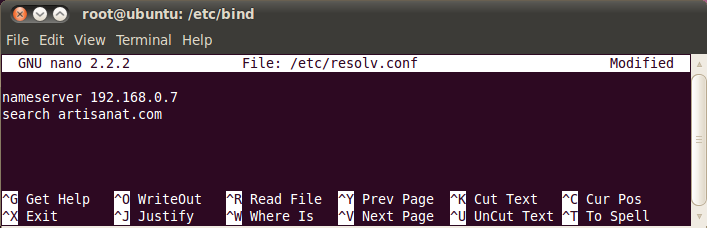 root@ubuntu: /etc/bind
File Edit View Terminal Help
GNU nano 2.2.2 File: /etc/resolv.conf Modified
nameserver 192.168.0.7
search artisanat.com
^G Get Help ^O WriteOut ^R Read File ^Y Prev Page ^K Cut Text ^C Cur Pos
^X Exit ^J Justify ^W Where Is ^V Next Page ^U UnCut Text ^T To Spell